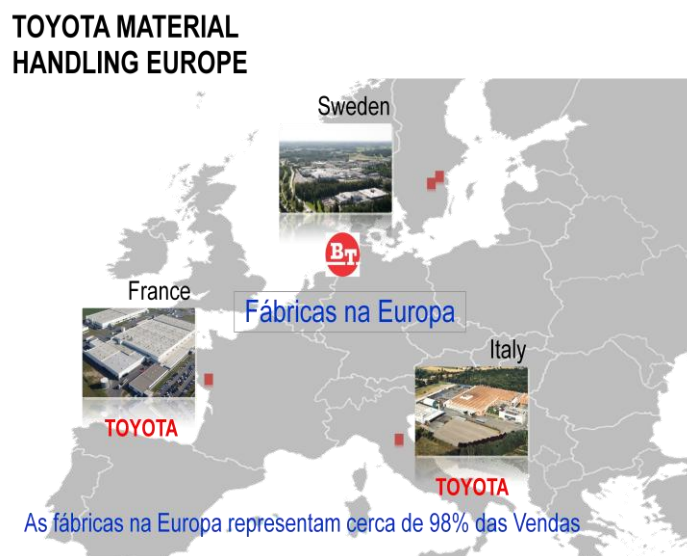 TOYOTA MATERIAL
HANDLING EUROPE
Sweden
BT
France
Fábricas na Europa
Italy
TOYOTA
TOYOTA
As fábricas na Europa representam cerca de 98% das Vendas